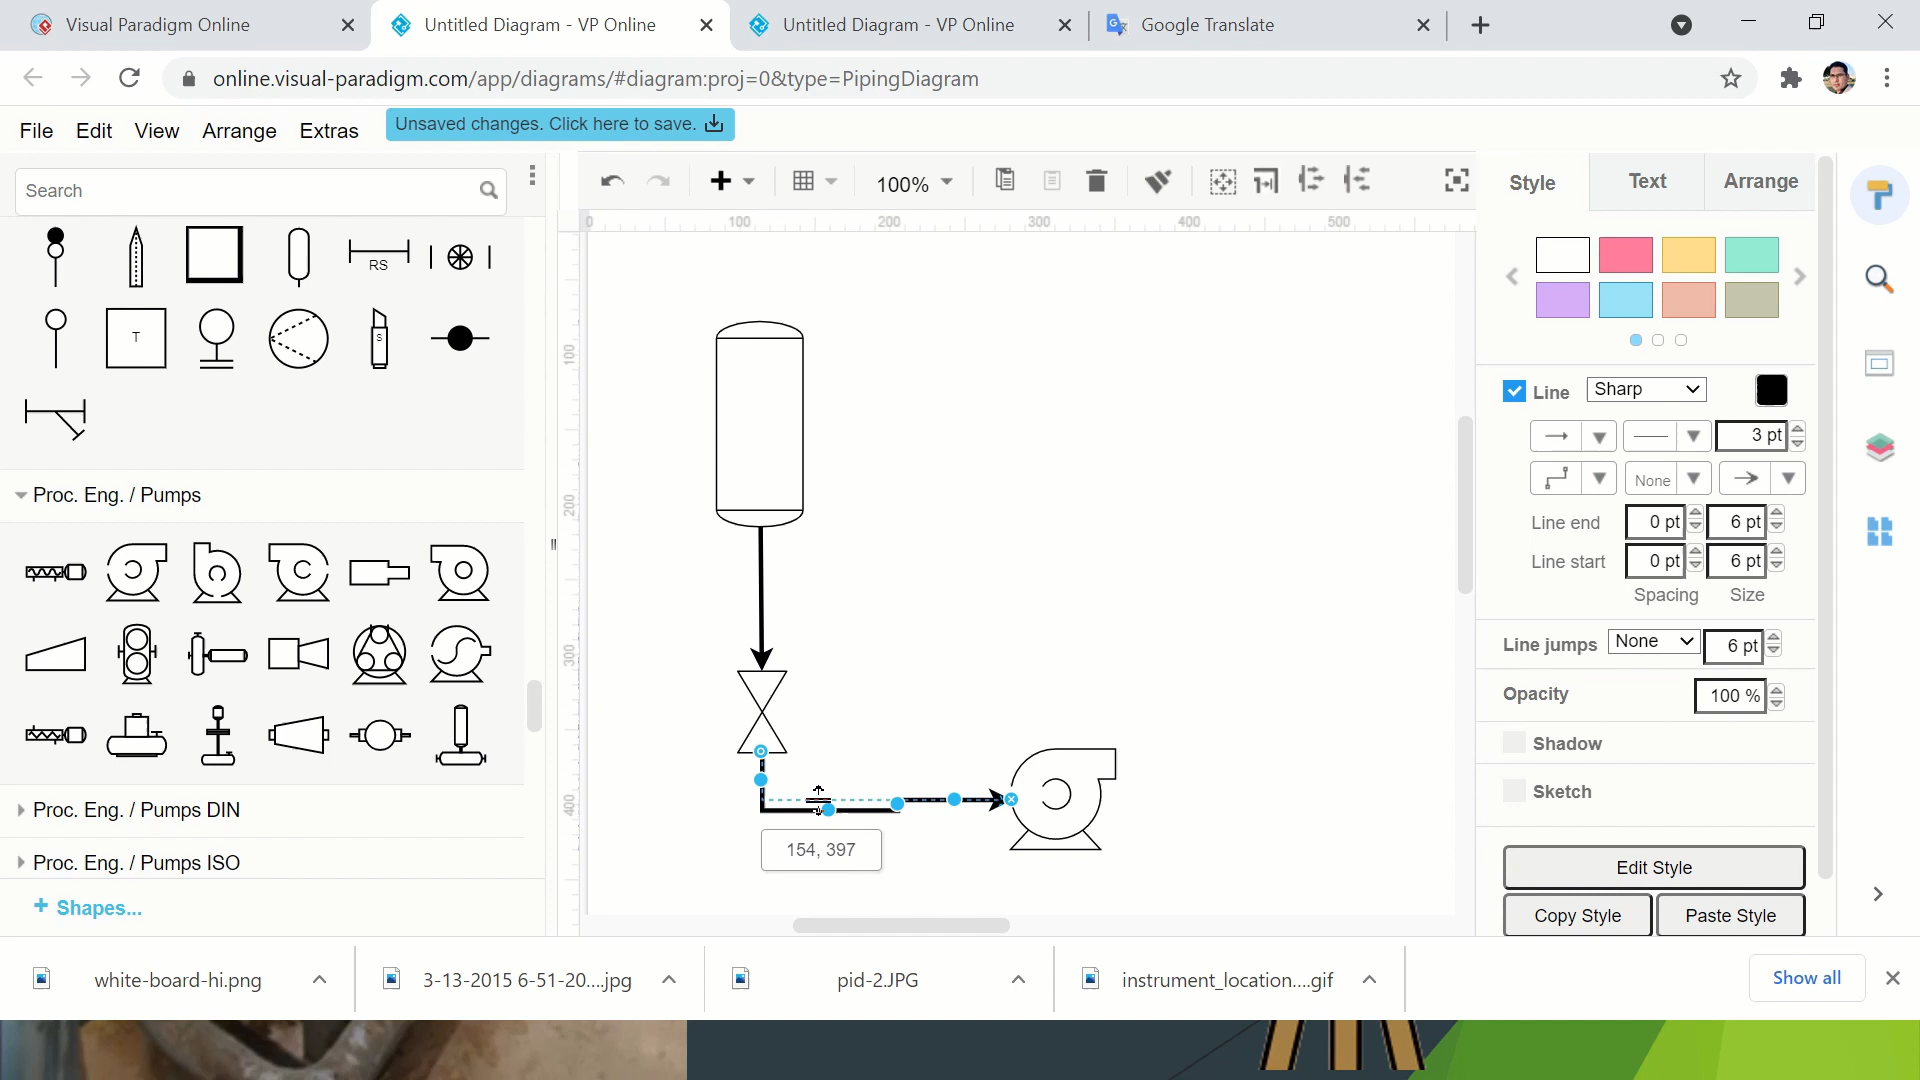 Visual Paradigm Online
Untitled Diagram - VP Online
Untitled Diagram - VP Online
Google Translate
online.visual-paradigm.com/app/diagrams/#diagram:proj=0&type=PipingDiagram
File Edit View Arrange Extras
Unsaved changes. Click here to save.
Search
100%
Style Text Arrange
0 100 200 300 400 500
100
200
300
400
RS
T
S
Proc. Eng. / Pumps
Proc. Eng. / Pumps DIN
Proc. Eng. / Pumps ISO
+ Shapes...
154, 397
Line Sharp
3 pt
None
Line end 0 pt 6 pt
Line start 0 pt 6 pt
Spacing Size
Line jumps None 6 pt
Opacity 100 %
Shadow
Sketch
Edit Style
Copy Style Paste Style
white-board-hi.png
3-13-2015 6-51-20....jpg
pid-2.JPG
instrument_location....gif
Show all